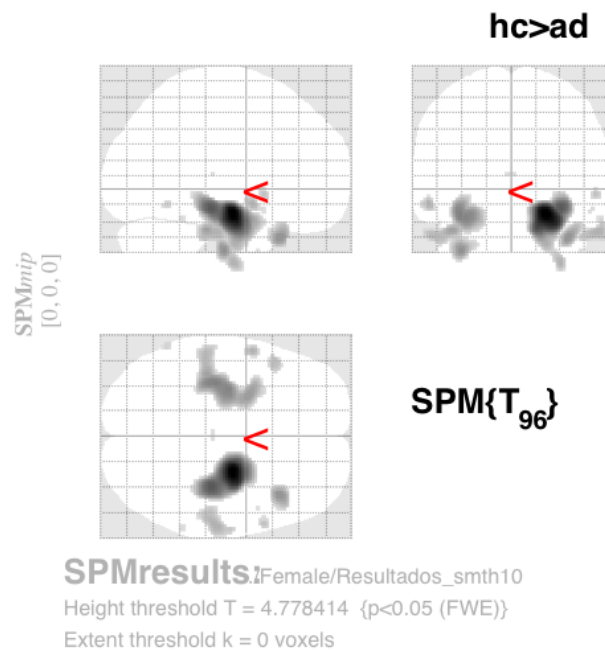 hc>ad
<
<
SPMmip
[0, 0, 0]
<
SPM{T96}
SPMresults: ./Female/Resultados_smth10
Height threshold T = 4.778414 {p<0.05 (FWE)}
Extent threshold k = 0 voxels